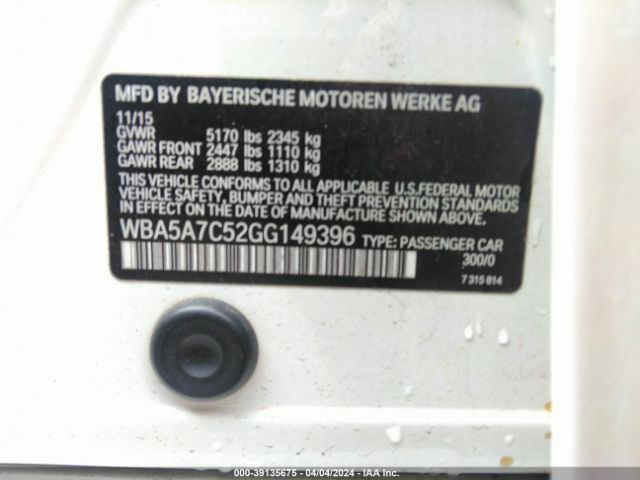 MFD BY BAYERISCHE MOTOREN WERKE AG
11/15
GVWR 5170 lbs 2345 kg
GAWR FRONT 2447 lbs 1110 kg
GAWR REAR 2888 lbs 1310 kg
THIS VEHICLE CONFORMS TO ALL APPLICABLE U.S.FEDERAL MOTOR
VEHICLE SAFETY, BUMPER AND THEFT PREVENTION STANDARDS
IN EFFECT ON THE DATE OF MANUFACTURE SHOWN ABOVE.
WBA5A7C52GG149396 TYPE: PASSENGER CAR
300/0
7 315 814
000-39135675 - 04/04/2024 - IAA Inc.